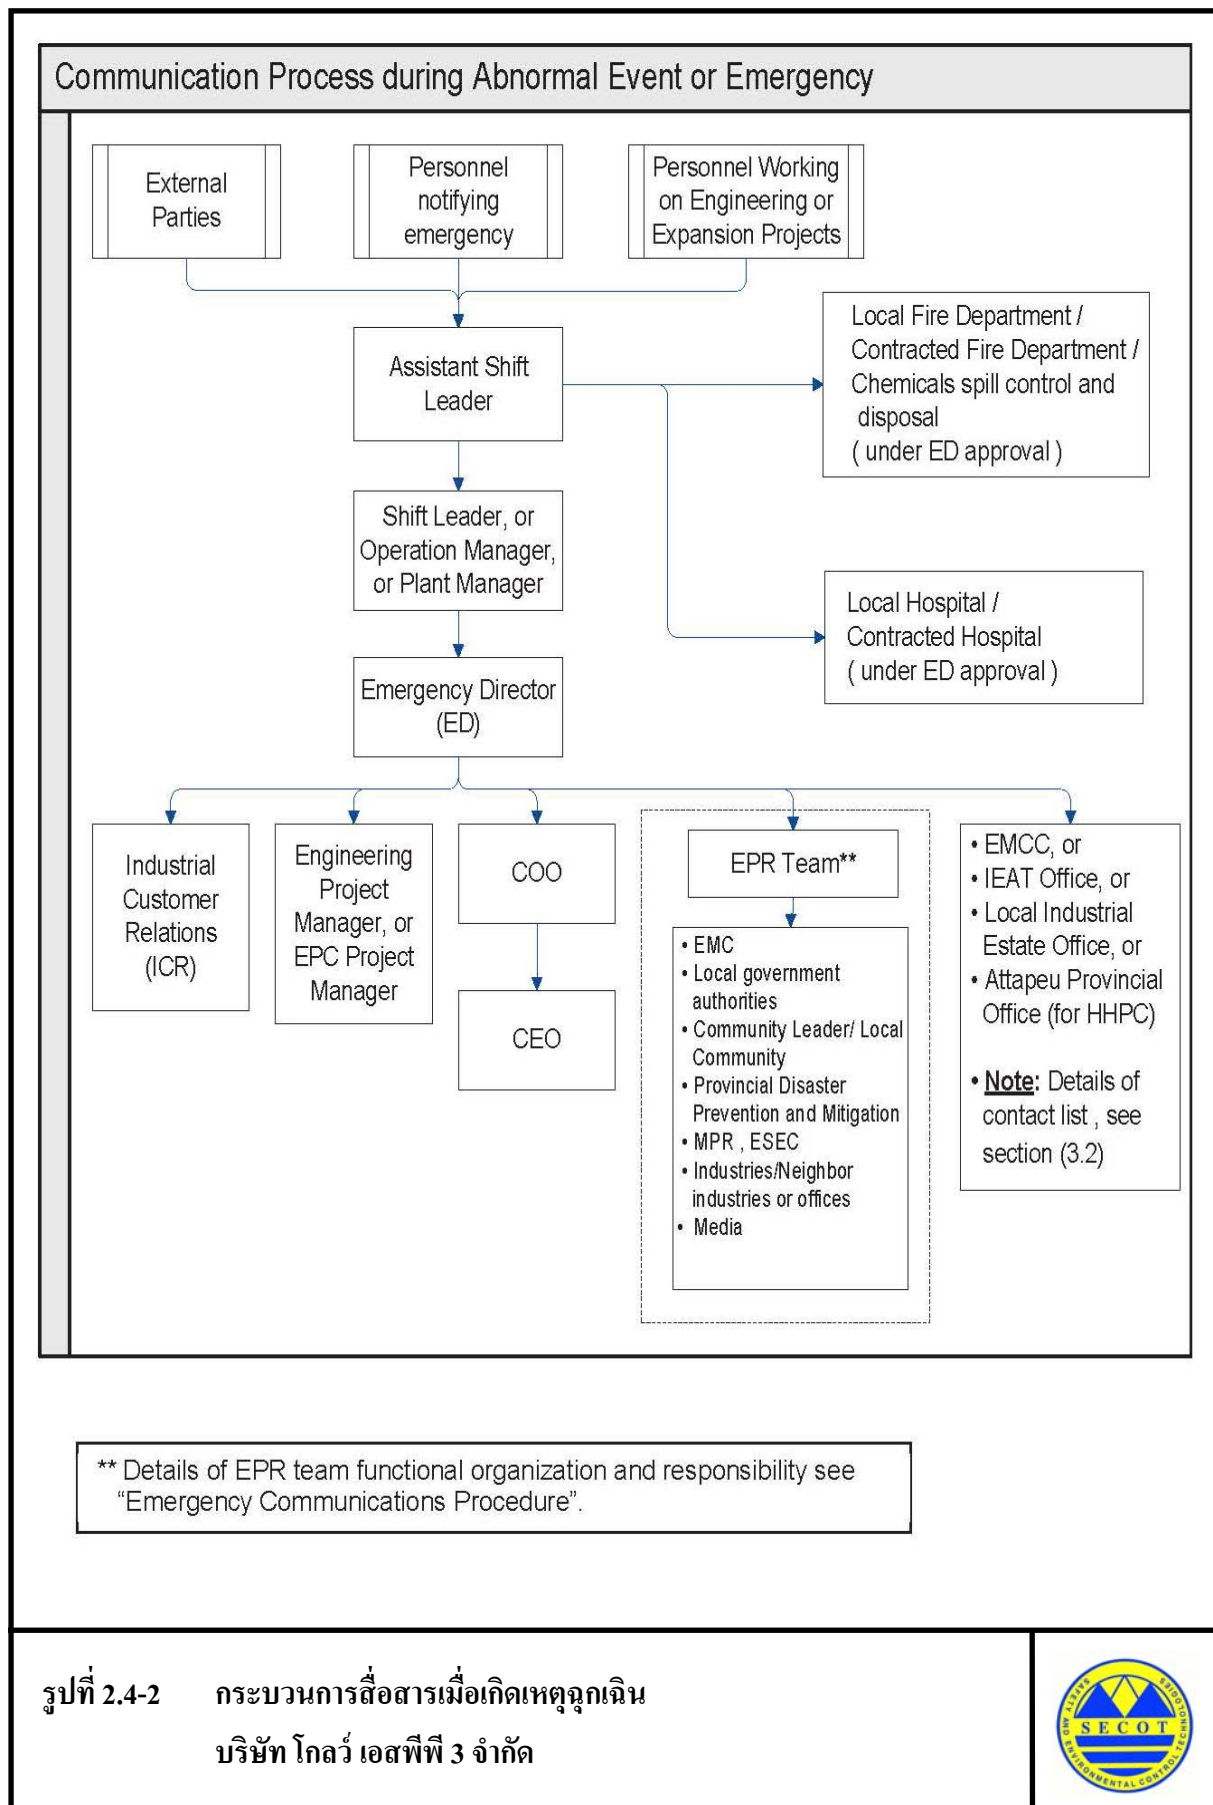 Communication Process during Abnormal Event or Emergency
External
Parties
Personnel
notifying
emergency
Personnel Working
on Engineering or
Expansion Projects
Assistant Shift
Leader
Local Fire Department /
Contracted Fire Department /
Chemicals spill control and
disposal
( under ED approval )
Shift Leader, or
Operation Manager,
or Plant Manager
Local Hospital /
Contracted Hospital
( under ED approval )
Emergency Director
(ED)
Industrial
Customer
Relations
(ICR)
Engineering
Project
Manager, or
EPC Project
Manager
COO
CEO
EPR Team**
• EMC
• Local government
authorities
• Community Leader/ Local
Community
• Provincial Disaster
Prevention and Mitigation
• MPR , ESEC
• Industries/Neighbor
industries or offices
• Media
• EMCC, or
• IEAT Office, or
• Local Industrial
Estate Office, or
• Attapeu Provincial
Office (for HHPC)
• Note: Details of
contact list , see
section (3.2)
** Details of EPR team functional organization and responsibility see
“Emergency Communications Procedure”.
รูปที่ 2.4-2 กระบวนการสื่อสารเมื่อเกิดเหตุฉุกเฉิน
บริษัท โกลว์ เอสพีพี 3 จำกัด
SECOT
SAFETY AND ENVIRONMENTAL CONTROL TECHNOLOGIES